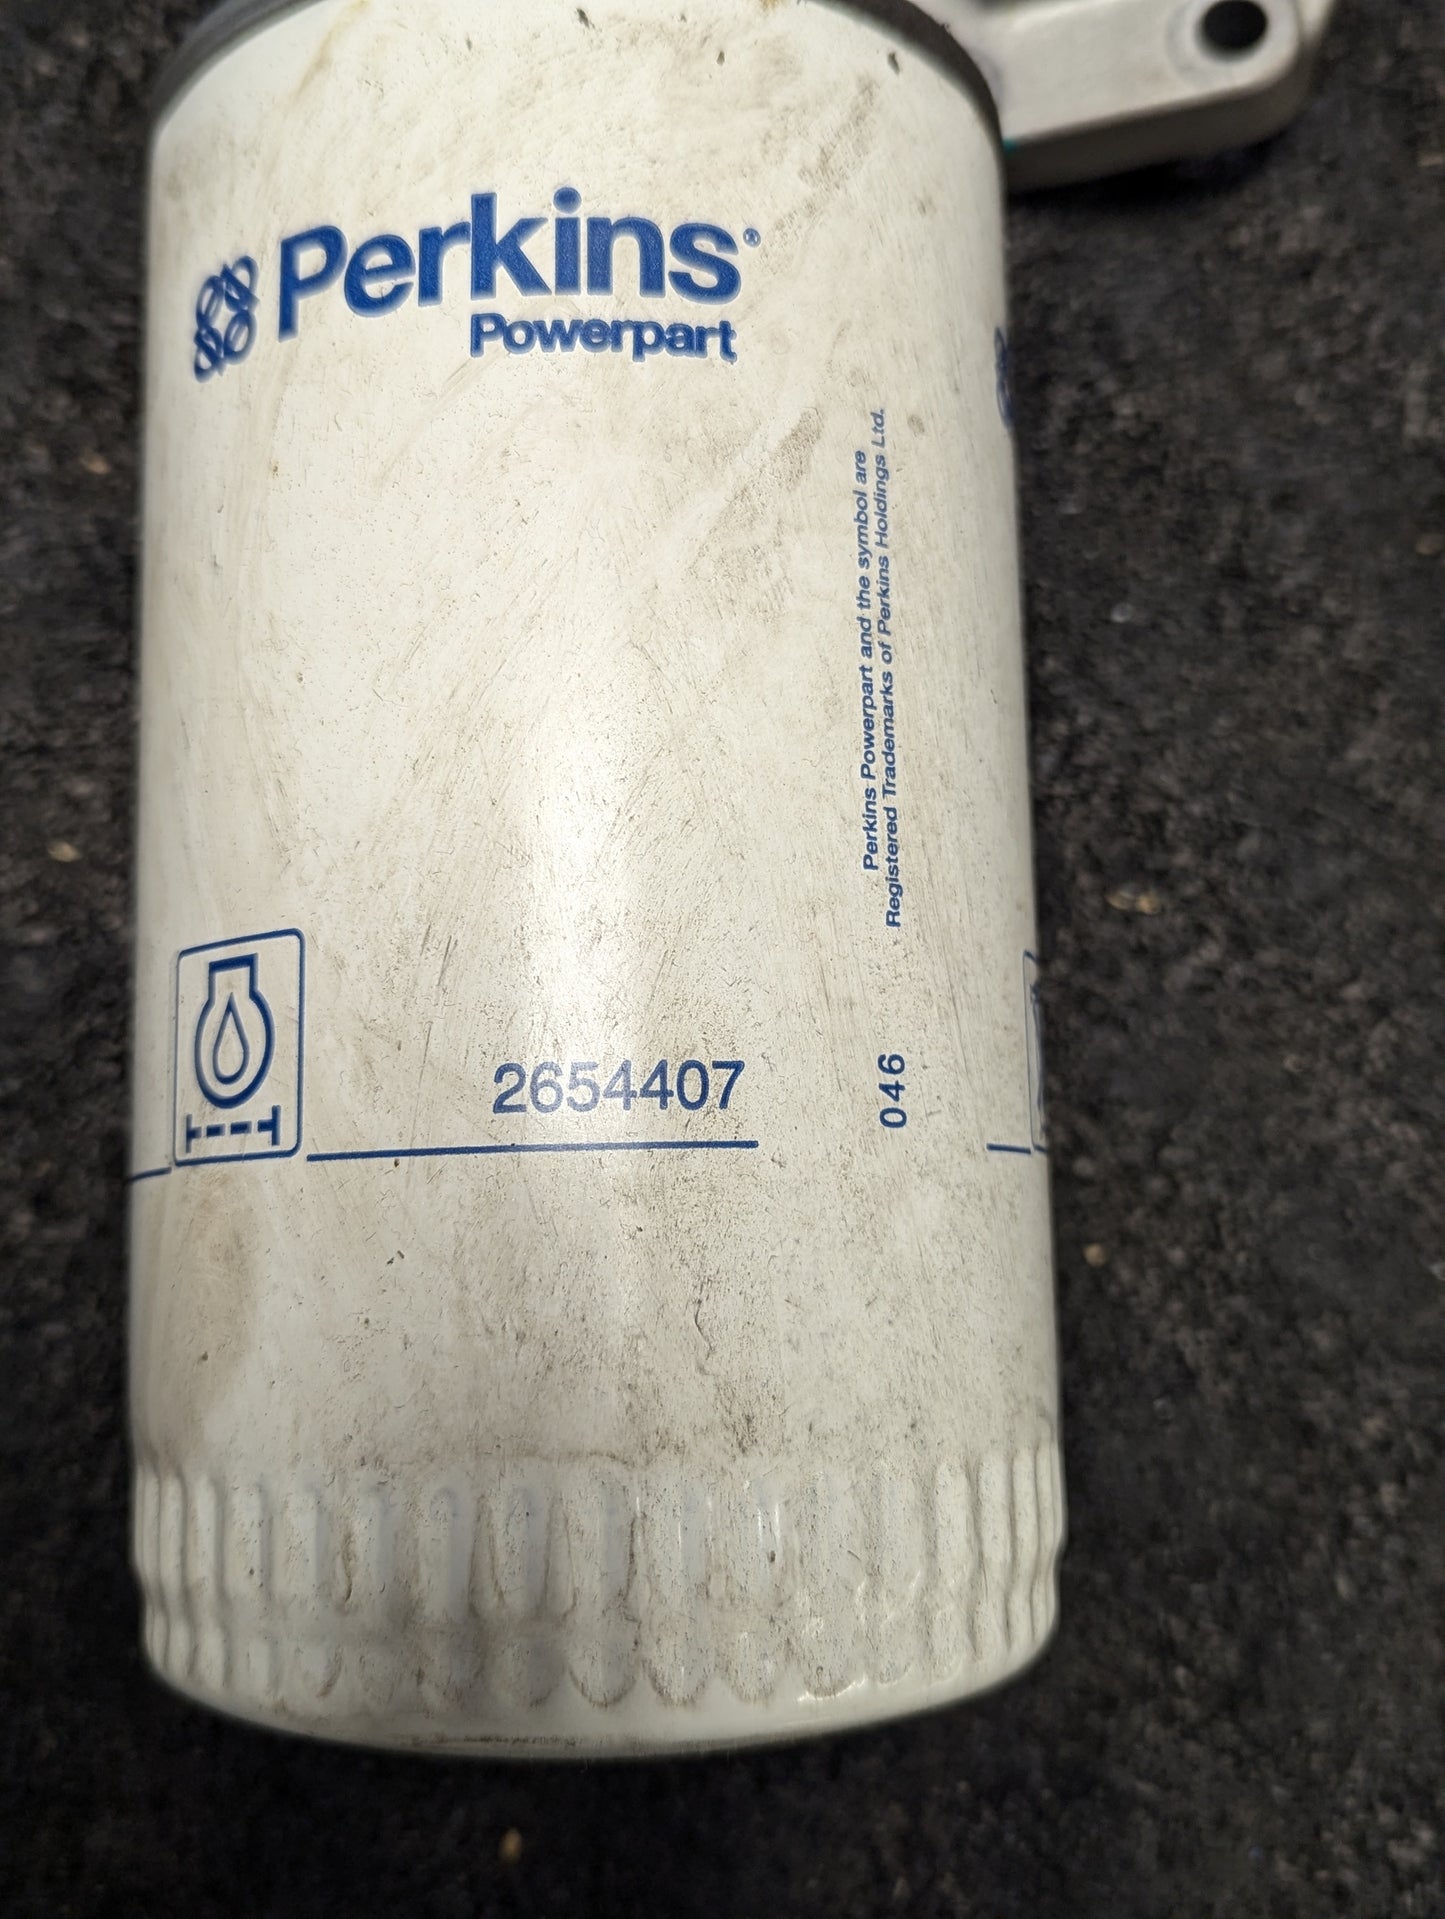 Perkins®
Powerpart
Perkins Powerpart and the symbol are
Registered Trademarks of Perkins Holdings Ltd.
2654407
046